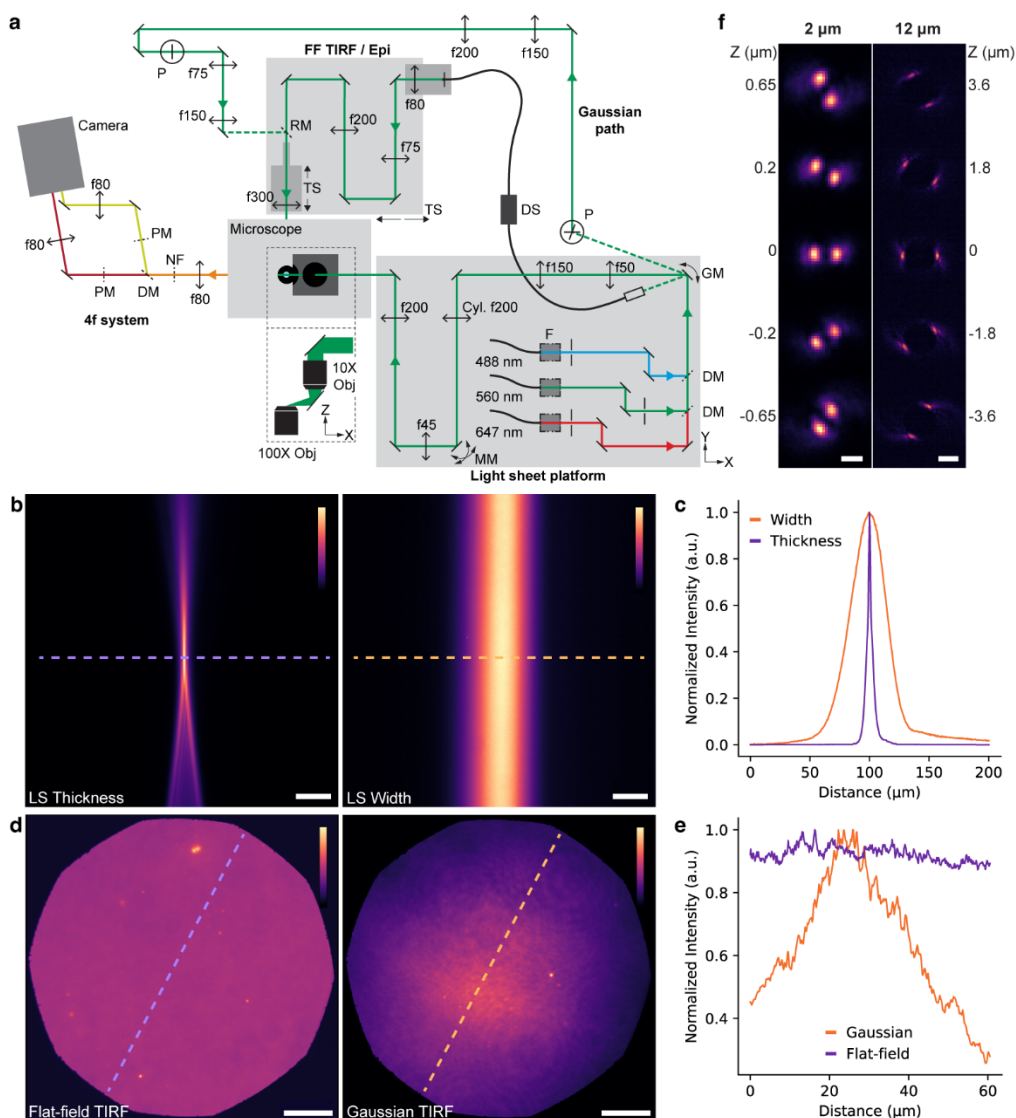 a
FF TIRF / Epi
f200
f150
P
f75
f80
Gaussian
path
f150
RM
f200
f75
Camera
f80
f300
TS
TS
DS
P
Microscope
f80
PM
NF
PM
DM
f80
4f system
f200
Cyl. f200
f150
f50
GM
10X
Obj
Z
X
100X Obj
F
488 nm
560 nm
647 nm
DM
DM
f45
MM
Y
X
Light sheet platform
f
2 µm
12 µm
Z (µm)
Z (µm)
0.65
3.6
0.2
1.8
0
0
-0.2
-1.8
-0.65
-3.6
b
LS Thickness
LS Width
c
Width
Thickness
Normalized Intensity (a.u.)
1.0
0.8
0.6
0.4
0.2
0.0
0
50
100
150
200
Distance (µm)
d
Flat-field TIRF
Gaussian TIRF
e
Normalized Intensity (a.u.)
1.0
0.8
0.6
0.4
Gaussian
Flat-field
0
20
40
60
Distance (µm)